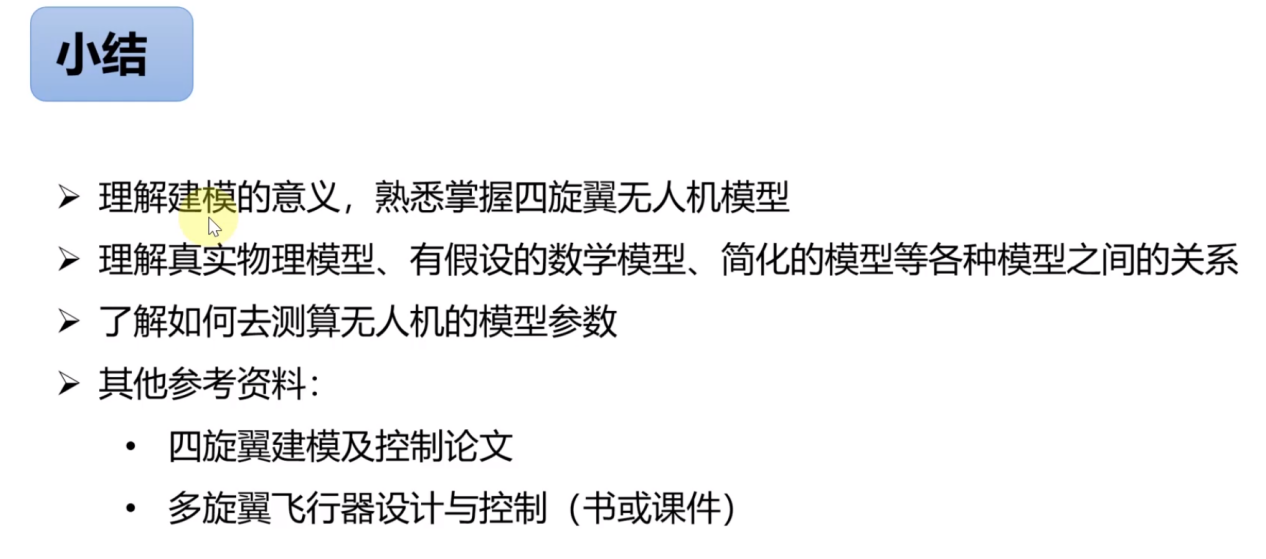 小结
理解建模的意义，熟悉掌握四旋翼无人机模型
理解真实物理模型、有假设的数学模型、简化的模型等各种模型之间的关系
了解如何去测算无人机的模型参数
其他参考资料：
四旋翼建模及控制论文
多旋翼飞行器设计与控制（书或课件）